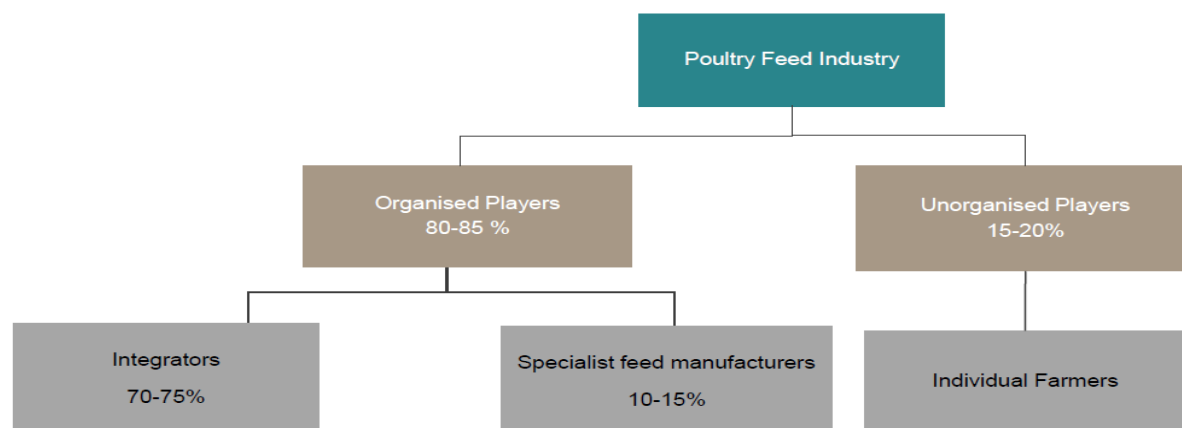 Poultry Feed Industry
Organised Players
80-85 %
Unorganised Players
15-20%
Integrators
70-75%
Specialist feed manufacturers
10-15%
Individual Farmers